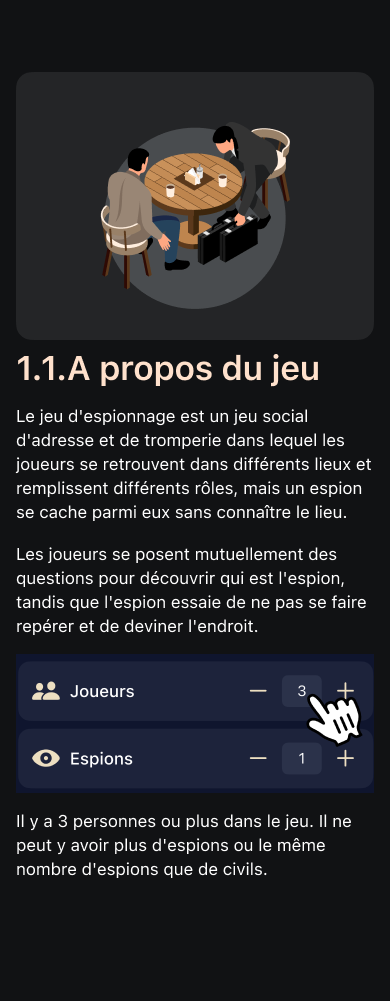 1.1.A propos du jeu
Le jeu d'espionnage est un jeu social
d'adresse et de tromperie dans lequel les
joueurs se retrouvent dans différents lieux et
remplissent différents rôles, mais un espion
se cache parmi eux sans connaître le lieu.
Les joueurs se posent mutuellement des
questions pour découvrir qui est l'espion,
tandis que l'espion essaie de ne pas se faire
repérer et de deviner l'endroit.
Joueurs — 3 +
Espions — 1 +
Il y a 3 personnes ou plus dans le jeu. Il ne
peut y avoir plus d'espions ou le même
nombre d'espions que de civils.